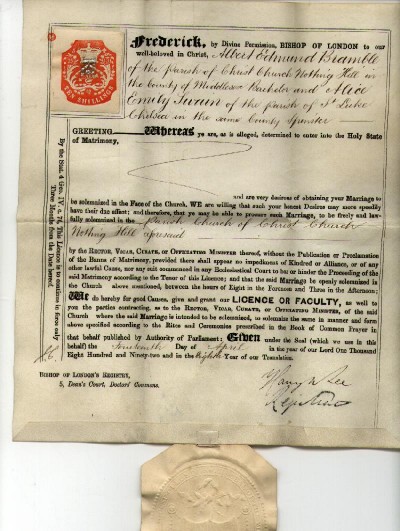 TEN SHILLINGS
Frederick, by Divine Permission, BISHOP OF LONDON to our
well-beloved in Christ, Albert Edmund Bramble
of the parish of Christ Church Notting Hill in
the County of Middlesex Bachelor and Alice
Emily Swain of the parish of St Luke
Chelsea in the same County Spinster
GREETING Whereas ye are, as is alleged, determined to enter into the Holy State
of Matrimony,
and are very desirous of obtaining your Marriage to
be solemnized in the Face of the Church, WE are willing that such your honest Desires may more speedily
have their due effect; and therefore, that ye may be able to procure such Marriage, to be freely and law-
fully solemnized in the Parish Church of Christ Church
Notting Hill aforesaid
by the RECTOR, VICAR, CURATE, OR OFFICIATING MINISTER thereof, without the Publication or Proclamation
of the Banns of Matrimony, provided there shall appear no impediment of Kindred or Alliance, or of any
other lawful Cause, nor any suit commenced in any Ecclesiastical Court to bar or hinder the Proceeding of the
said Matrimony according to the Tenor of this Licence; and that the said Marriage be openly solemnized in
the Church above mentioned, between the hours of Eight in the Forenoon and Three in the Afternoon;
We do hereby for good Causes, give and grant our LICENCE OR FACULTY, as well to
you the parties contracting, as to the RECTOR, VICAR, CURATE, OR OFFICIATING MINISTER, of the said
Church where the said Marriage is intended to be solemnized, to solemnize the same in manner and form
above specified according to the Rites and Ceremonies prescribed in the Book of Common Prayer in
that behalf published by Authority of Parliament: Given under the Seal (which we use in this
behalf) the fourteenth Day of April in the year of our Lord One Thousand
Eight Hundred and Ninety-two and in the Eighth Year of our Translation.
Harry W Lee
Registrar
BISHOP OF LONDON'S REGISTRY,
5, Dean's Court, Doctors' Commons.
By the Stat. 4 Geo. IV. c. 76, This Licence is to continue in force only
Three Months from the Date hereof